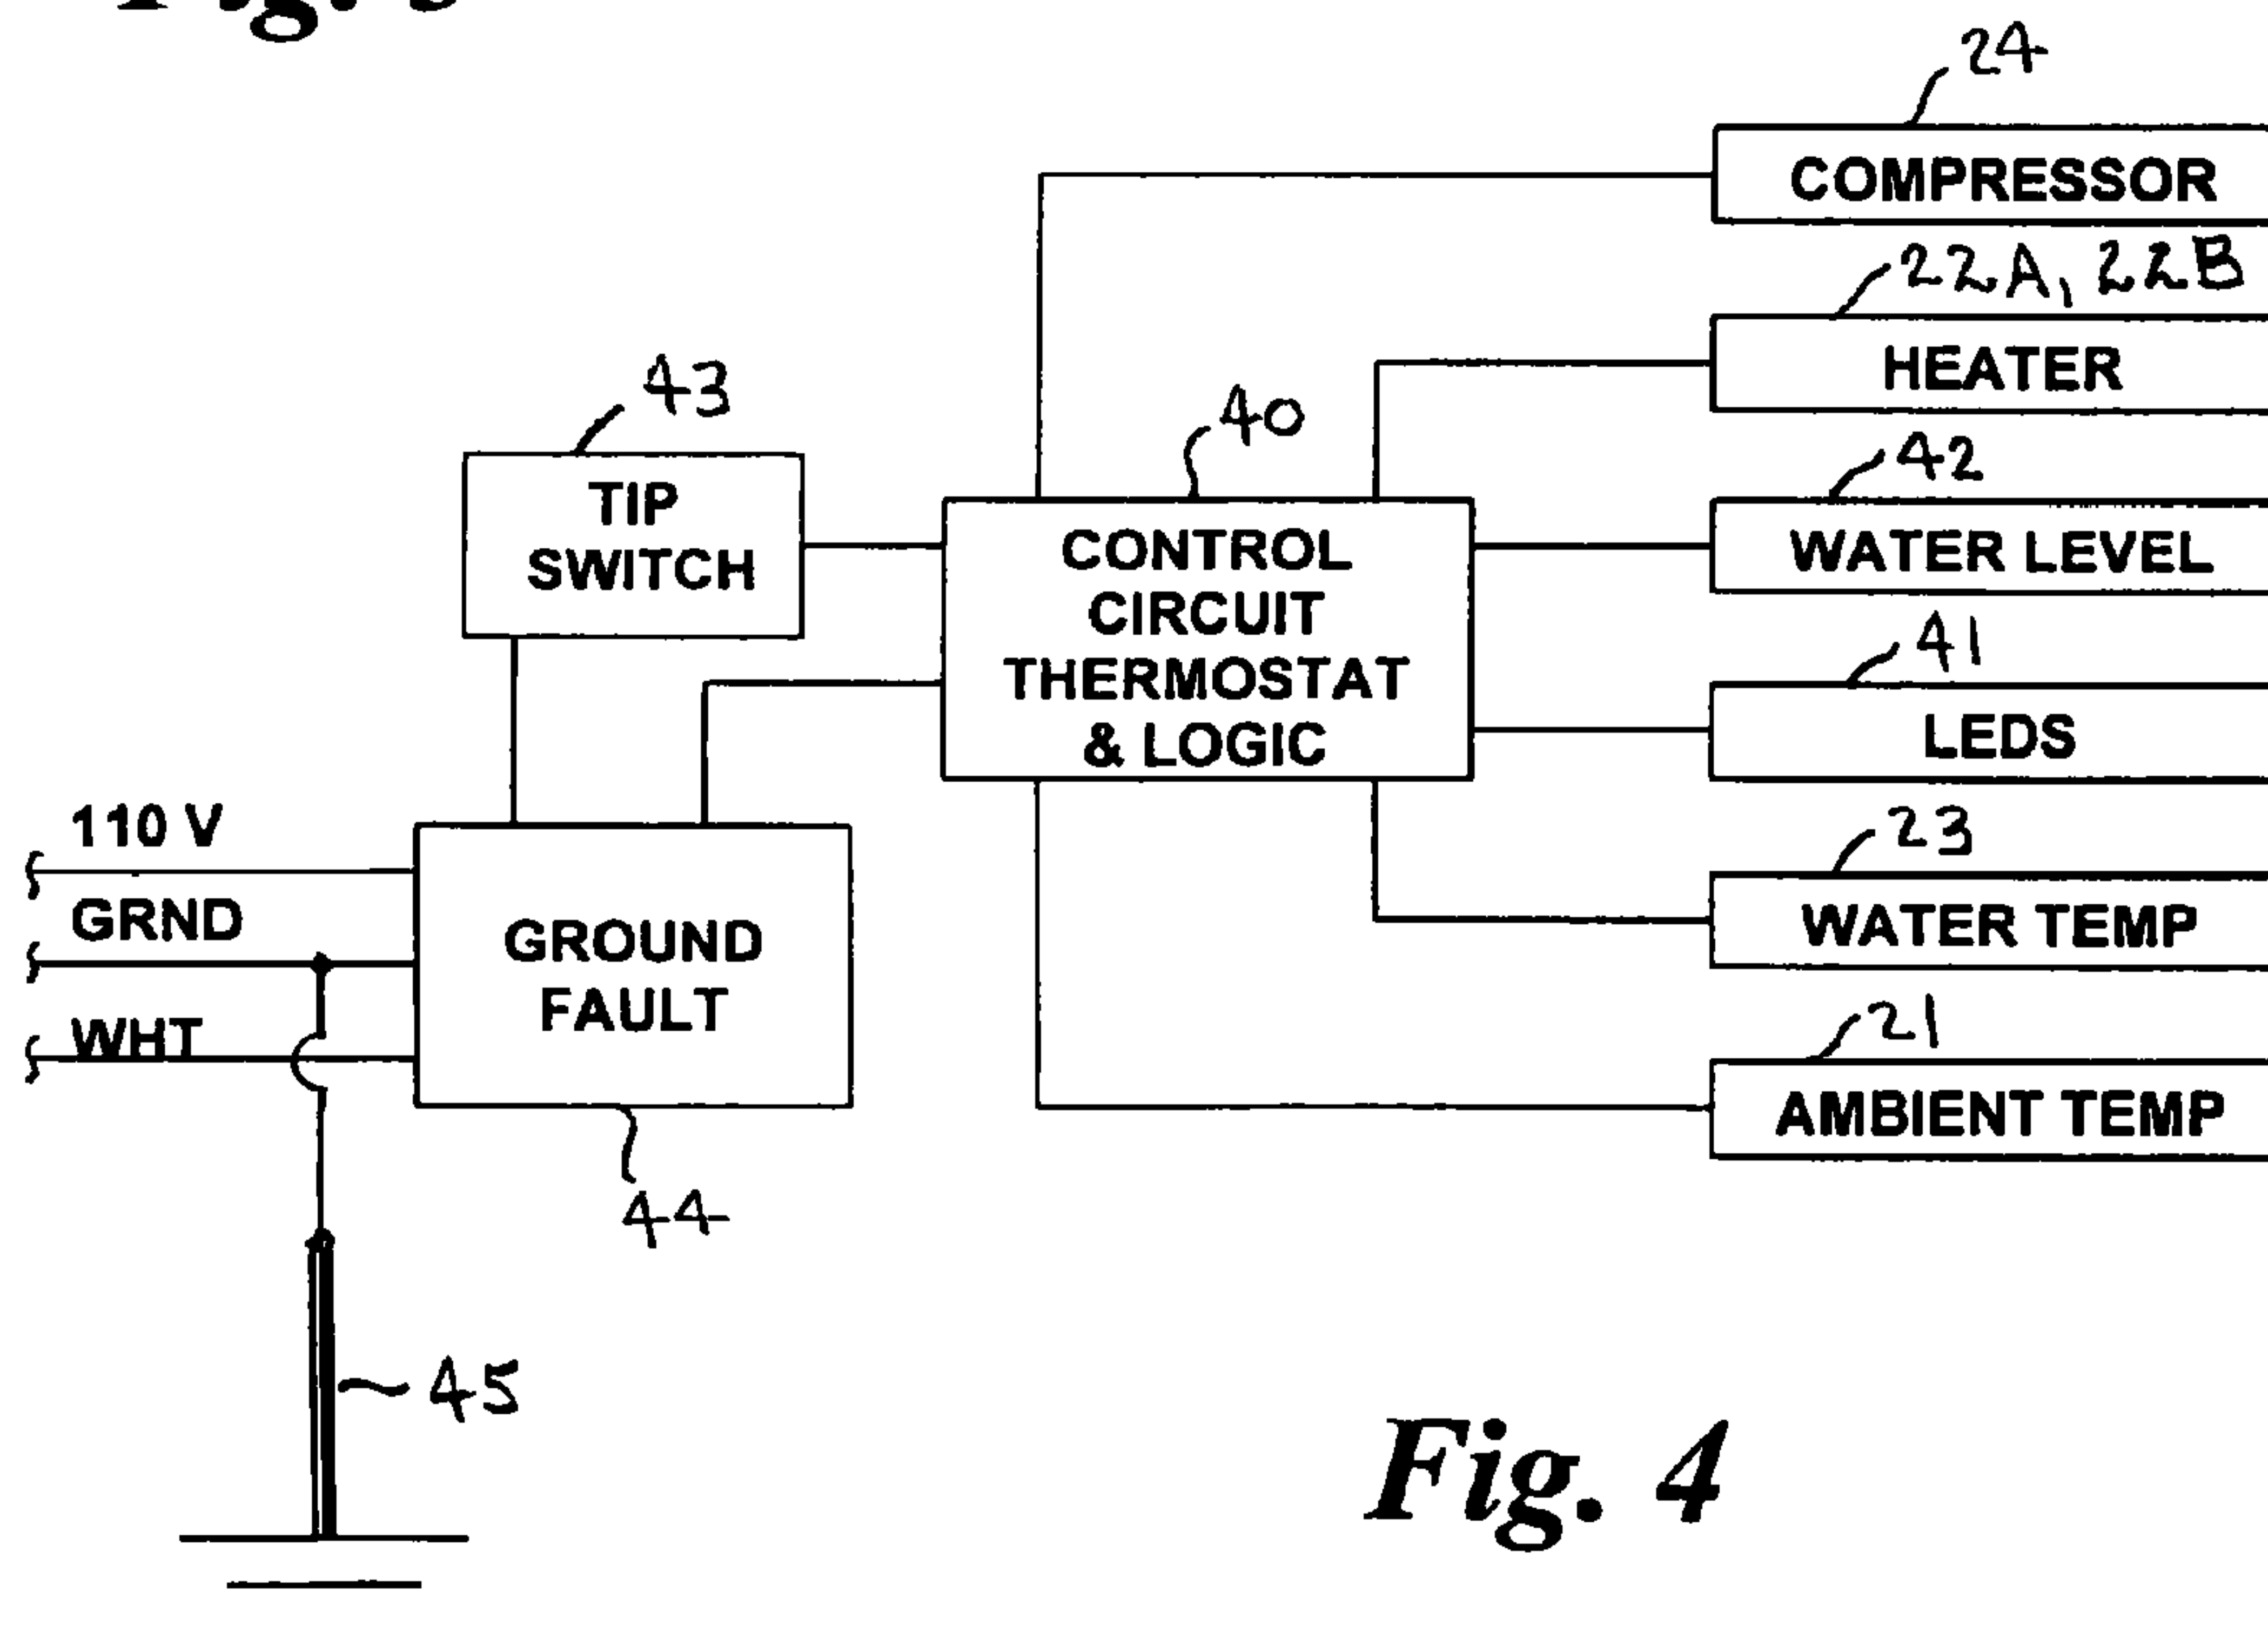 24
COMPRESSOR
22A, 22B
HEATER
43
40
42
TIP
SWITCH
CONTROL
CIRCUIT
THERMOSTAT
& LOGIC
WATER LEVEL
41
LEDS
110 V
GRND
WHT
GROUND
FAULT
23
WATER TEMP
21
AMBIENT TEMP
44
45
Fig. 4